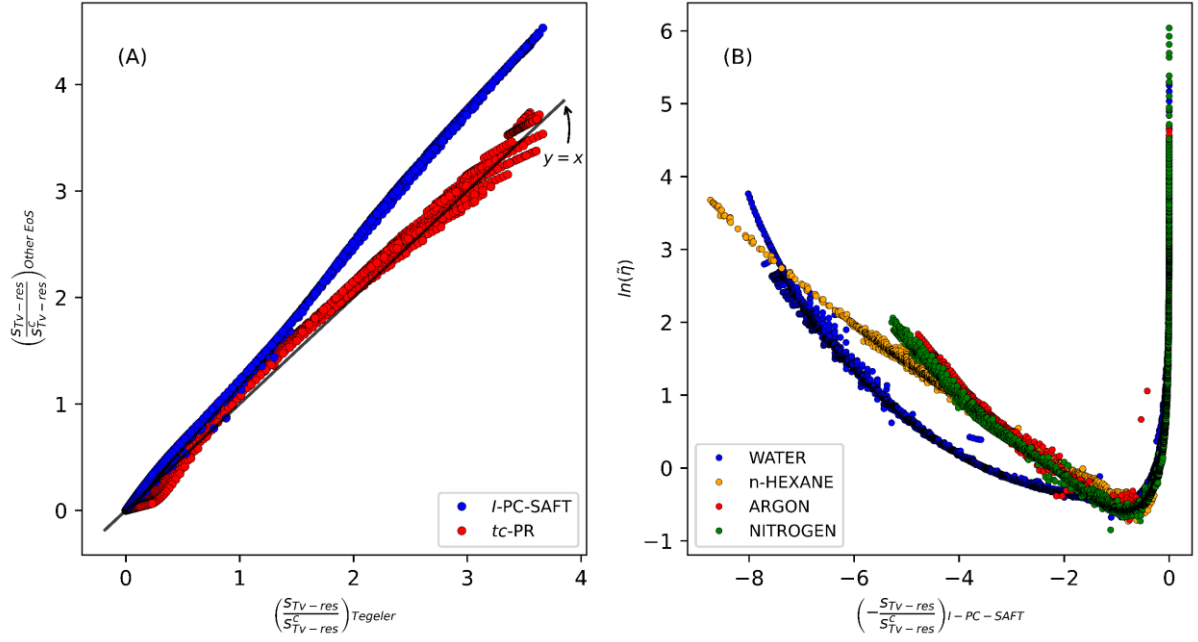 (A)
4
3
2
1
0
0
1
2
3
4
y = x
I-PC-SAFT
tc-PR
(s_{Tv-res} / s^c_{Tv-res})_{Other EoS}
(s_{Tv-res} / s^c_{Tv-res})_{Tegeler}
(B)
6
5
4
3
2
1
0
−1
−8
−6
−4
−2
0
WATER
n-HEXANE
ARGON
NITROGEN
ln(η̃)
(−s_{Tv-res} / s^c_{Tv-res})_{I-PC-SAFT}